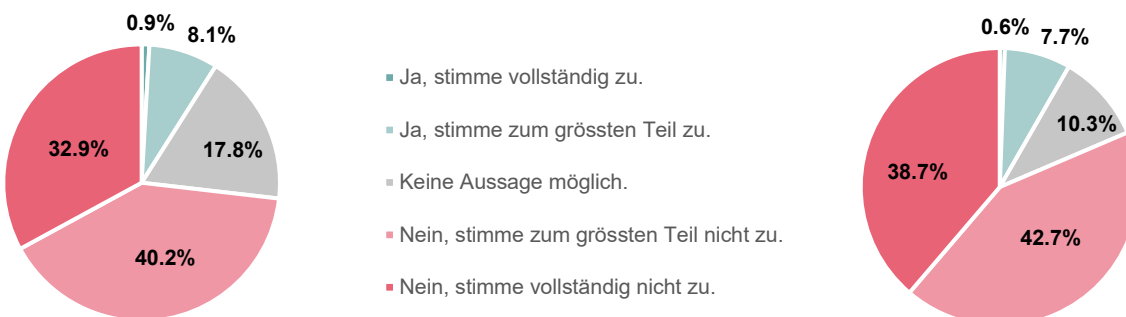 0.9%
8.1%
17.8%
40.2%
32.9%
Ja, stimme vollständig zu.
Ja, stimme zum grössten Teil zu.
Keine Aussage möglich.
Nein, stimme zum grössten Teil nicht zu.
Nein, stimme vollständig nicht zu.
0.6%
7.7%
10.3%
42.7%
38.7%